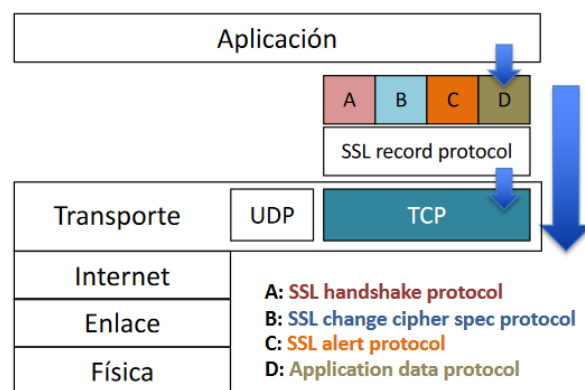 Aplicación
A B C D
SSL record protocol
Transporte UDP TCP
Internet
Enlace
Física
A: SSL handshake protocol
B: SSL change cipher spec protocol
C: SSL alert protocol
D: Application data protocol